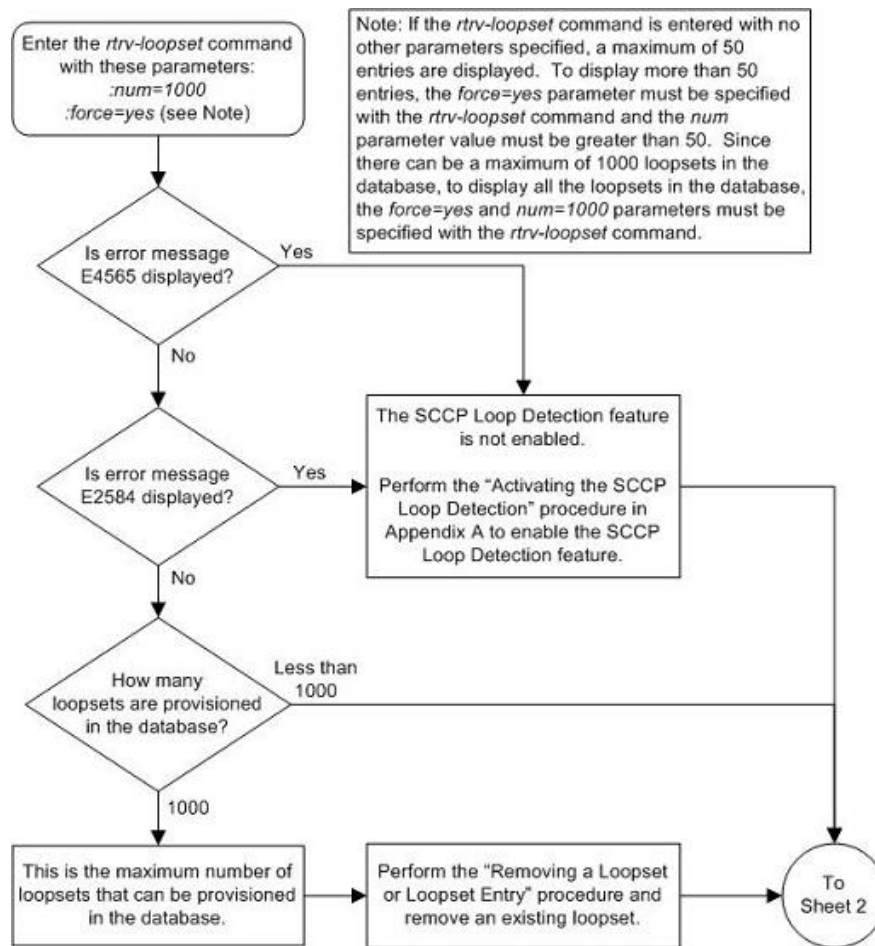 Enter the rtrv-loopset command
with these parameters:
:num=1000
:force=yes (see Note)
Note: If the rtrv-loopset command is entered with no
other parameters specified, a maximum of 50
entries are displayed. To display more than 50
entries, the force=yes parameter must be specified
with the rtrv-loopset command and the num
parameter value must be greater than 50. Since
there can be a maximum of 1000 loopsets in the
database, to display all the loopsets in the database,
the force=yes and num=1000 parameters must be
specified with the rtrv-loopset command.
Is error message
E4565 displayed?
Yes
No
The SCCP Loop Detection feature
is not enabled.
Perform the “Activating the SCCP
Loop Detection” procedure in
Appendix A to enable the SCCP
Loop Detection feature.
Is error message
E2584 displayed?
Yes
No
How many
loopsets are provisioned
in the database?
Less than
1000
1000
This is the maximum number of
loopsets that can be provisioned
in the database.
Perform the “Removing a Loopset
or Loopset Entry” procedure and
remove an existing loopset.
To
Sheet 2